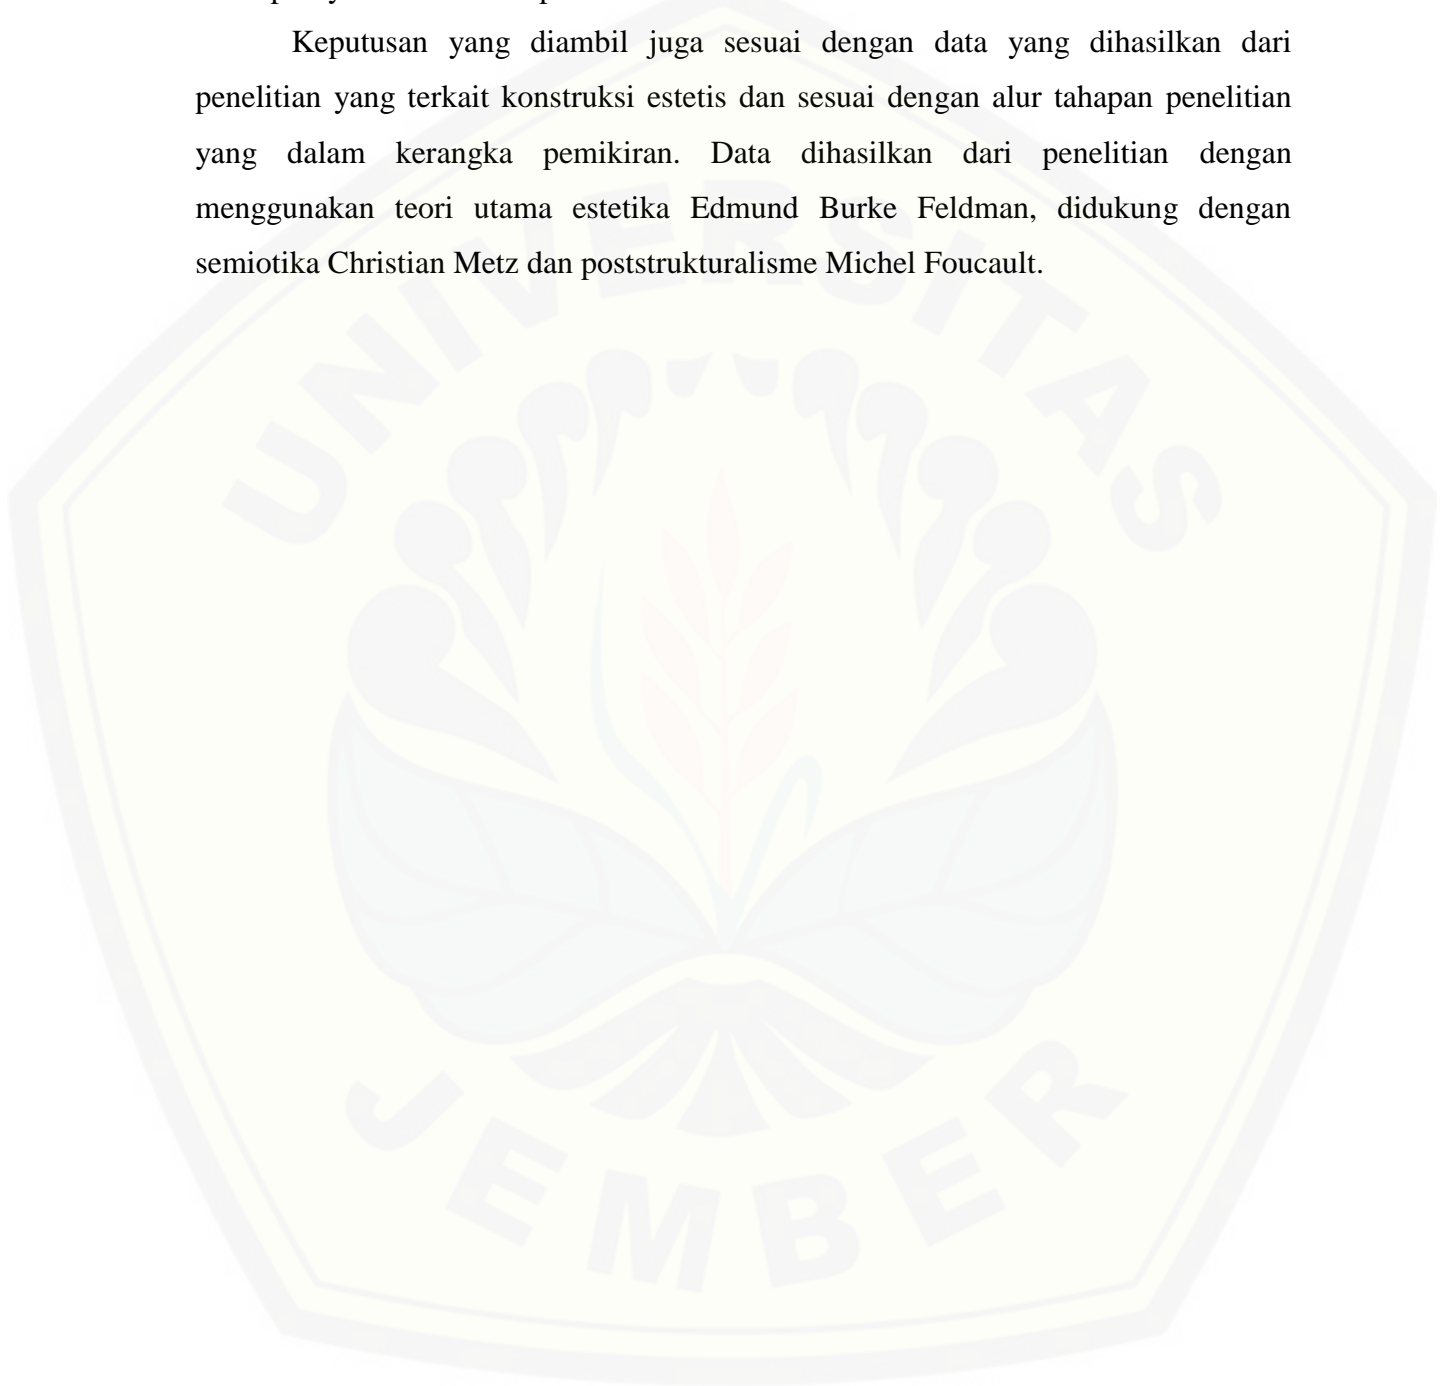 Keputusan yang diambil juga sesuai dengan data yang dihasilkan dari
penelitian yang terkait konstruksi estetis dan sesuai dengan alur tahapan penelitian
yang dalam kerangka pemikiran. Data dihasilkan dari penelitian dengan
menggunakan teori utama estetika Edmund Burke Feldman, didukung dengan
semiotika Christian Metz dan poststrukturalisme Michel Foucault.
UNIVERSITAS
JEMBER